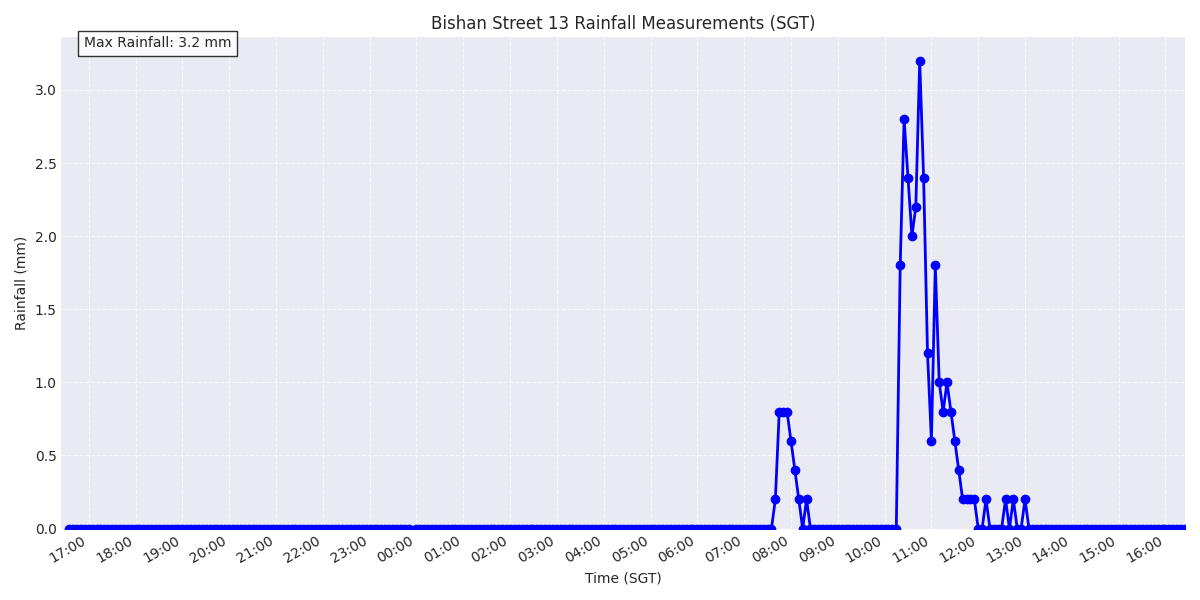 Bishan Street 13 Rainfall Measurements (SGT)
Max Rainfall: 3.2 mm
3.0
2.5
2.0
1.5
1.0
0.5
0.0
Rainfall (mm)
17:00 18:00 19:00 20:00 21:00 22:00 23:00 00:00 01:00 02:00 03:00 04:00 05:00 06:00 07:00 08:00 09:00 10:00 11:00 12:00 13:00 14:00 15:00 16:00
Time (SGT)